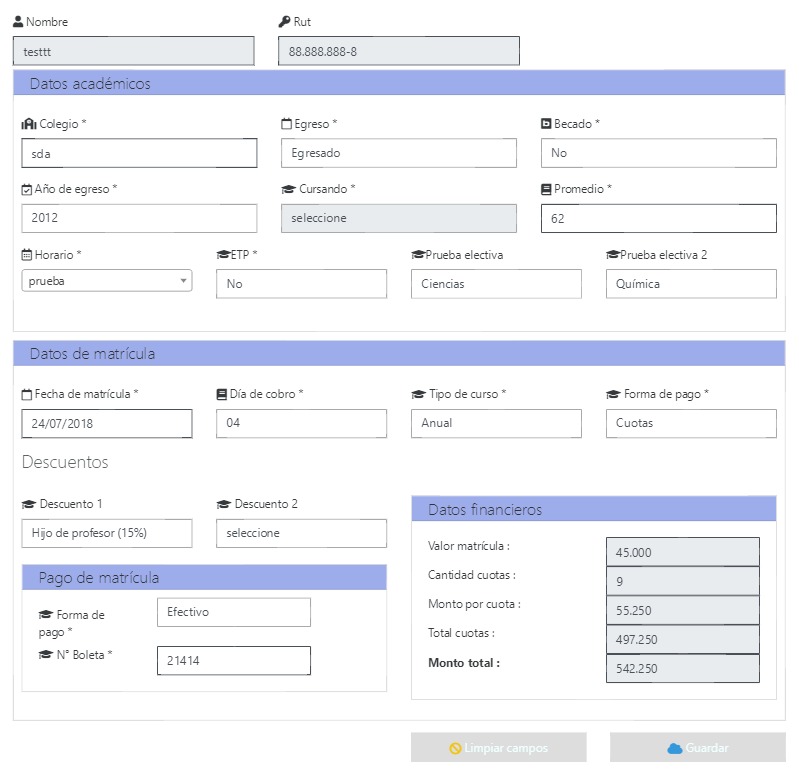 Nombre Rut
testtt 88.888.888-8
Datos académicos
Colegio * Egreso * Becado *
sda Egresado No
Año de egreso * Cursando * Promedio *
2012 seleccione 62
Horario * ETP * Prueba electiva Prueba electiva 2
prueba No Ciencias Química
Datos de matrícula
Fecha de matrícula * Día de cobro * Tipo de curso * Forma de pago *
24/07/2018 04 Anual Cuotas
Descuentos
Descuento 1 Descuento 2
Hijo de profesor (15%) seleccione
Pago de matrícula
Forma de
pago *
Efectivo
N° Boleta * 21414
Datos financieros
Valor matrícula : 45.000
Cantidad cuotas : 9
Monto por cuota : 55.250
Total cuotas : 497.250
Monto total : 542.250
Limpiar campos Guardar